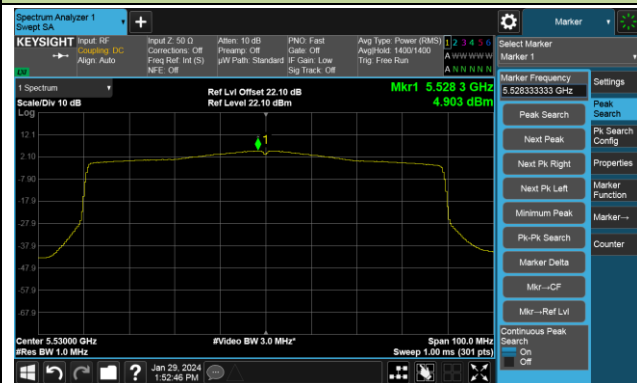 Spectrum Analyzer 1
Swept SA
Marker
KEYSIGHT
Input: RF
Coupling: DC
Align: Auto
Input Z: 50 Ω
Corrections: Off
Freq Ref: Int (S)
NFE: Off
Atten: 10 dB
Preamp: Off
µW Path: Standard
PNO: Fast
Gate: Off
IF Gain: Low
Sig Track: Off
Avg Type: Power (RMS)
Avg|Hold: 1400/1400
Trig: Free Run
1 2 3 4 5 6
A W W W W W
A N N N N N
Select Marker
Marker 1
1 Spectrum
Scale/Div 10 dB
Log
Ref Lvl Offset 22.10 dB
Ref Level 22.10 dBm
Mkr1 5.528 3 GHz
4.903 dBm
12.1
2.10
-7.90
-17.9
-27.9
-37.9
-47.9
-57.9
-67.9
1
Center 5.53000 GHz
#Res BW 1.0 MHz
#Video BW 3.0 MHz*
Span 100.0 MHz
Sweep 1.00 ms (301 pts)
Marker Frequency
5.528333333 GHz
Peak Search
Next Peak
Next Pk Right
Next Pk Left
Minimum Peak
Pk-Pk Search
Marker Delta
Mkr→CF
Mkr→Ref Lvl
Continuous Peak
Search
On
Off
Settings
Peak
Search
Pk Search
Config
Properties
Marker
Function
Marker→
Counter
Jan 29, 2024
1:52:46 PM